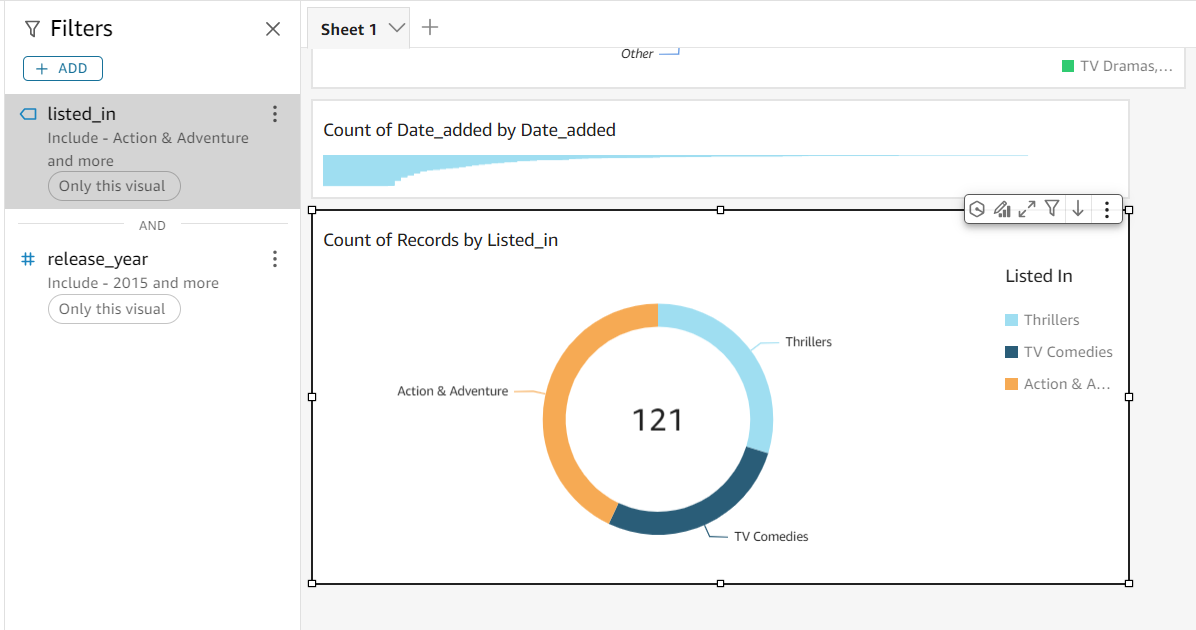 Filters
+ ADD
listed_in
Include - Action & Adventure
and more
Only this visual
AND
release_year
Include - 2015 and more
Only this visual
Sheet 1
Other
TV Dramas,...
Count of Date_added by Date_added
Count of Records by Listed_in
Listed In
Thrillers
TV Comedies
Action & A...
Thrillers
Action & Adventure
121
TV Comedies